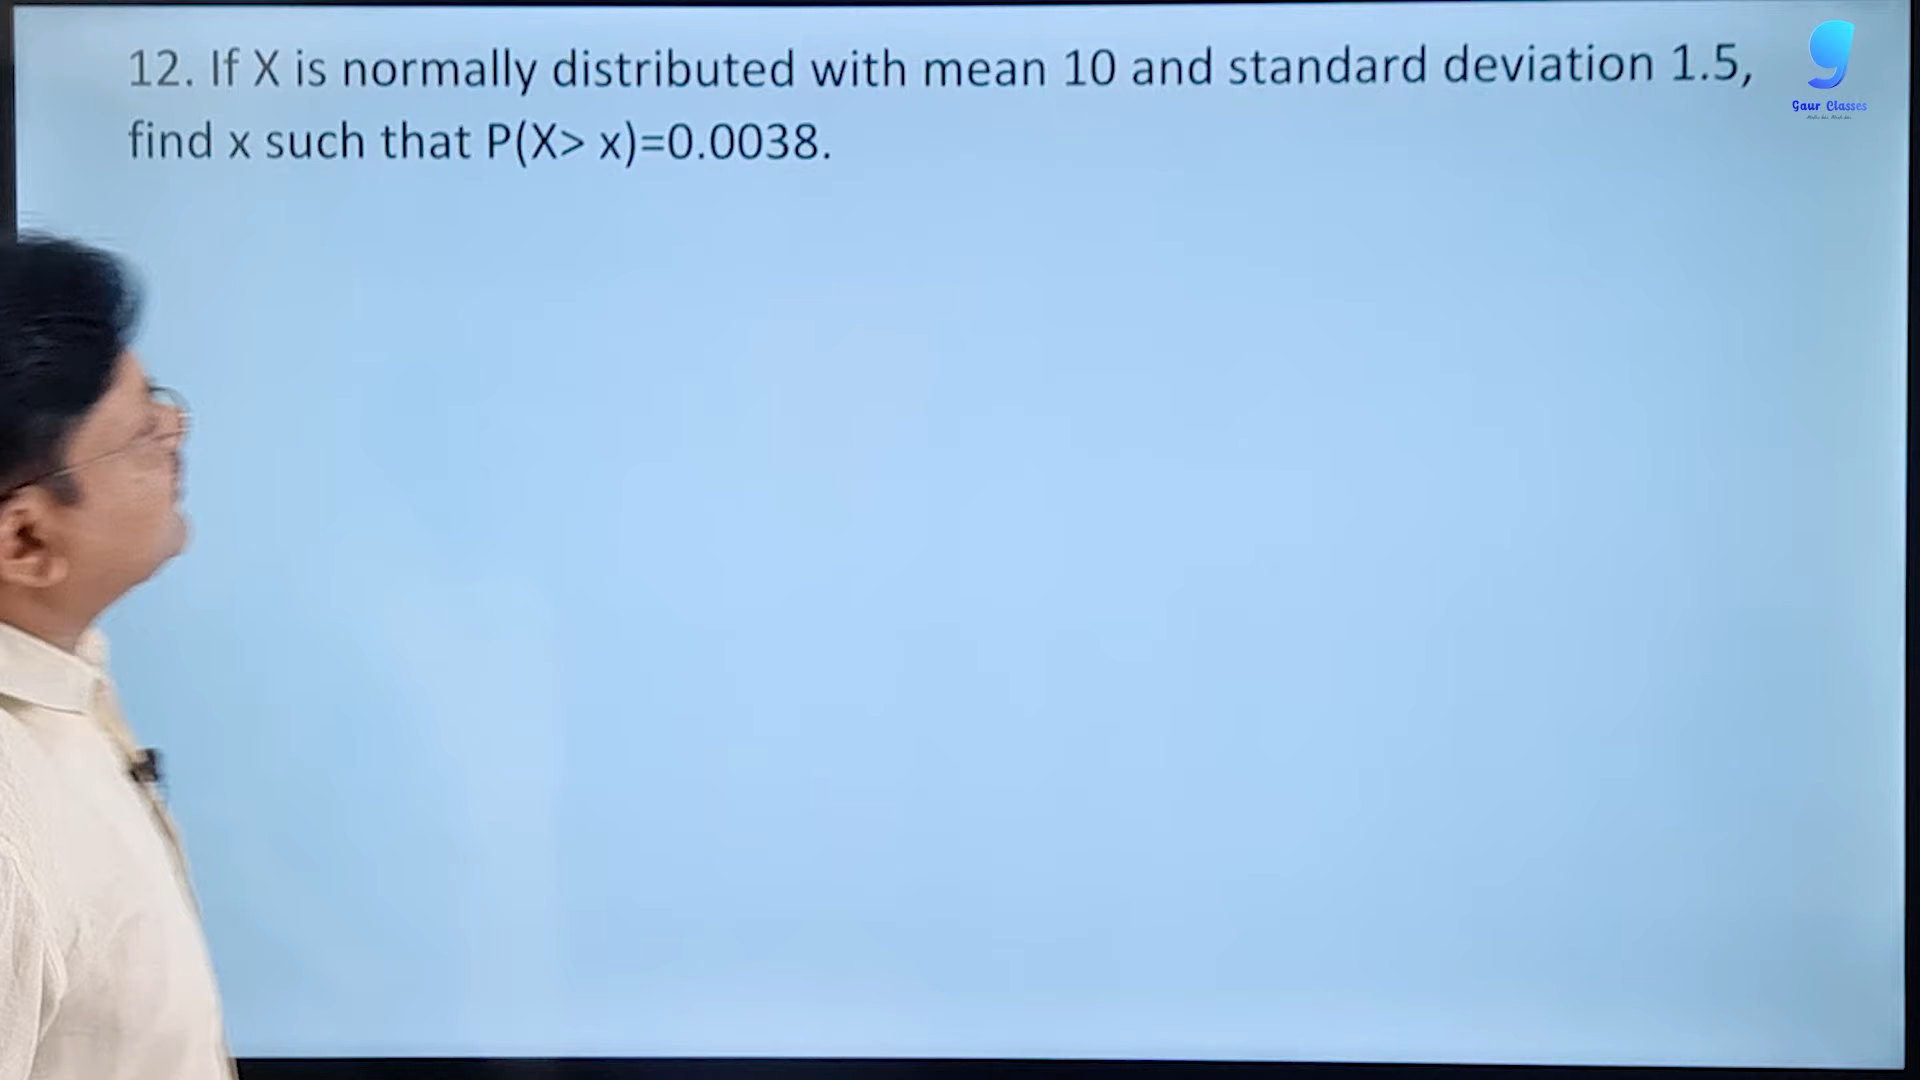 12. If X is normally distributed with mean 10 and standard deviation 1.5,
find x such that P(X> x)=0.0038.
Gaur Classes